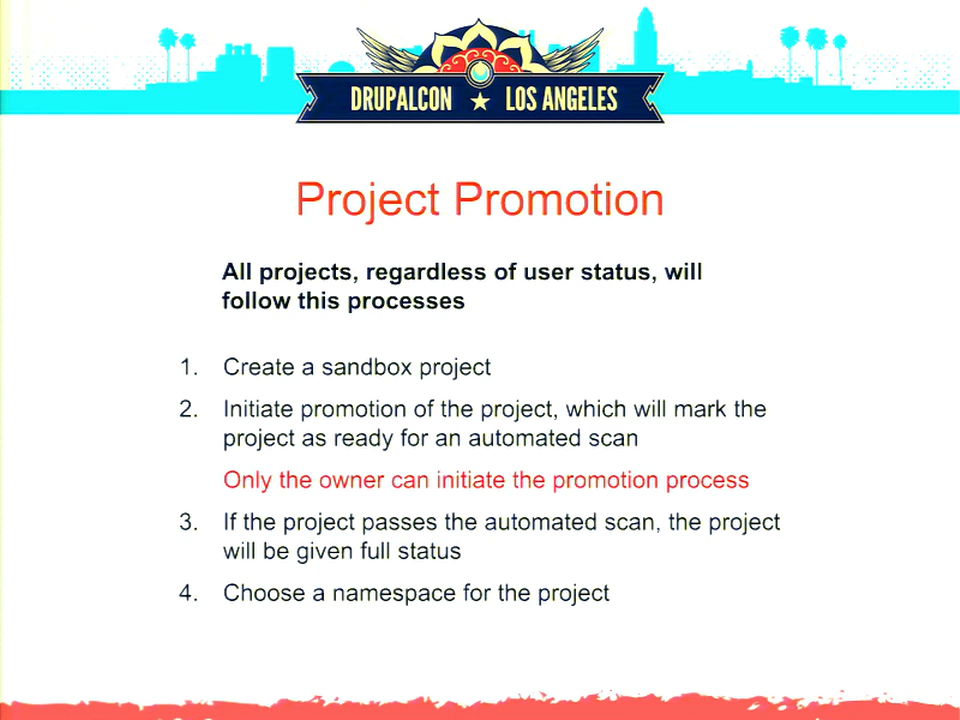 DRUPALCON ★ LOS ANGELES
Project Promotion
All projects, regardless of user status, will
follow this processes
1. Create a sandbox project
2. Initiate promotion of the project, which will mark the
project as ready for an automated scan
Only the owner can initiate the promotion process
3. If the project passes the automated scan, the project
will be given full status
4. Choose a namespace for the project